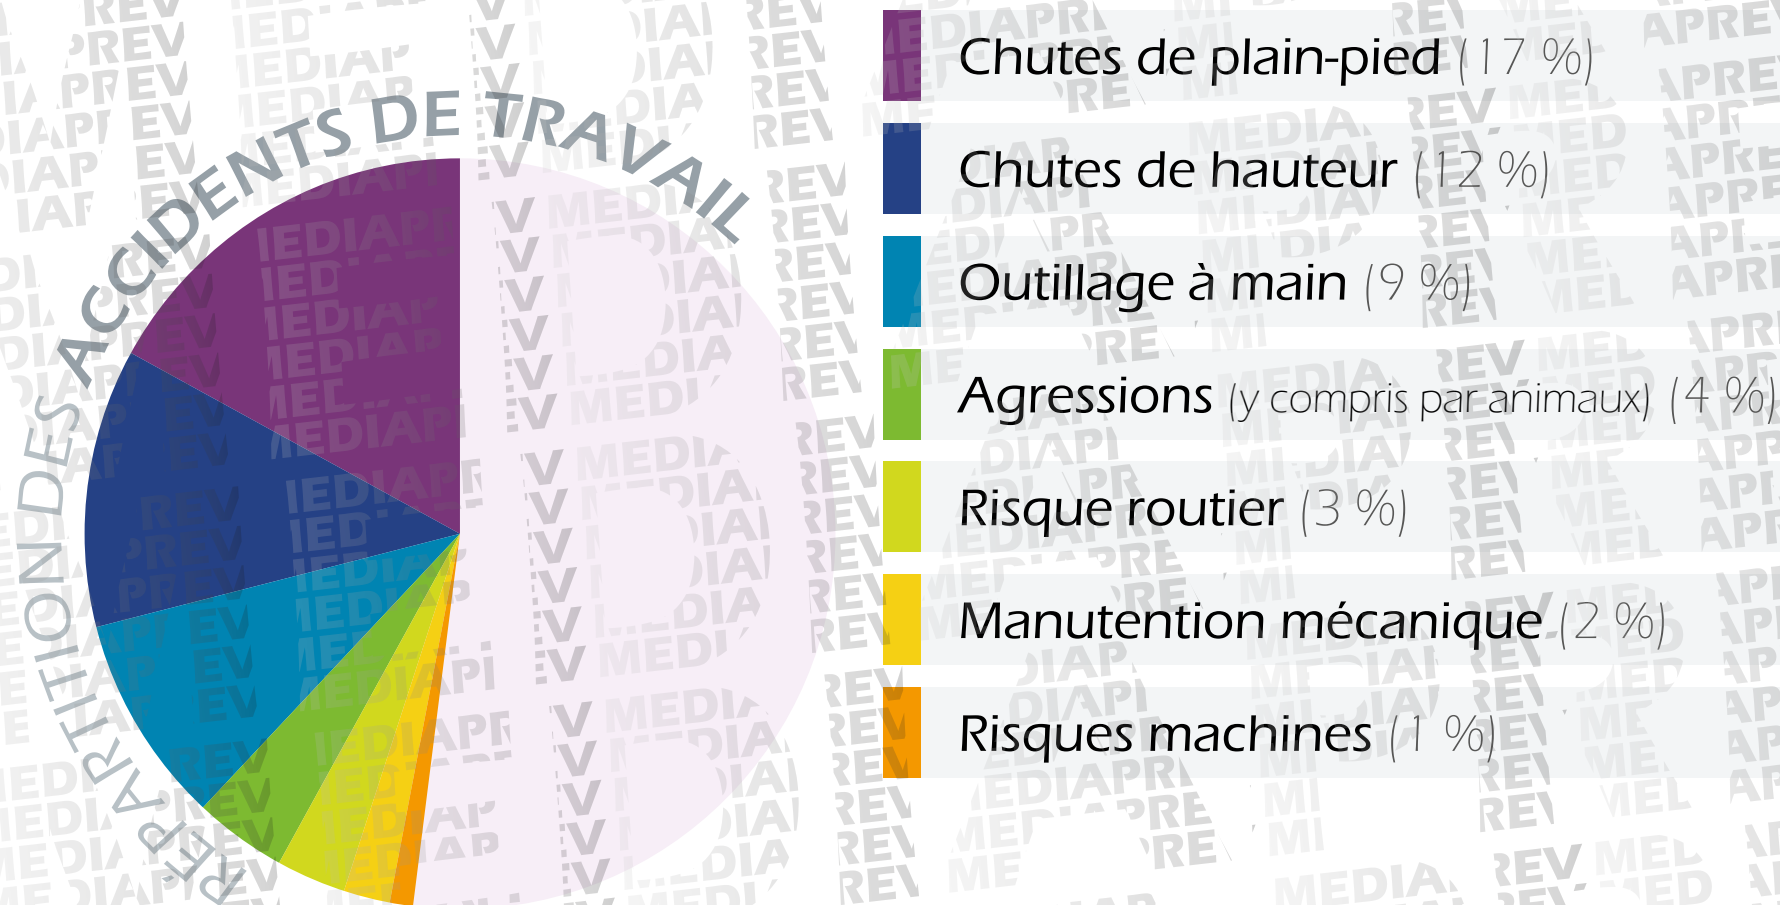 RÉPARTITION DES ACCIDENTS DE TRAVAIL
Chutes de plain-pied (17 %)
Chutes de hauteur (12 %)
Outillage à main (9 %)
Agressions (y compris par animaux) (4 %)
Risque routier (3 %)
Manutention mécanique (2 %)
Risques machines (1 %)